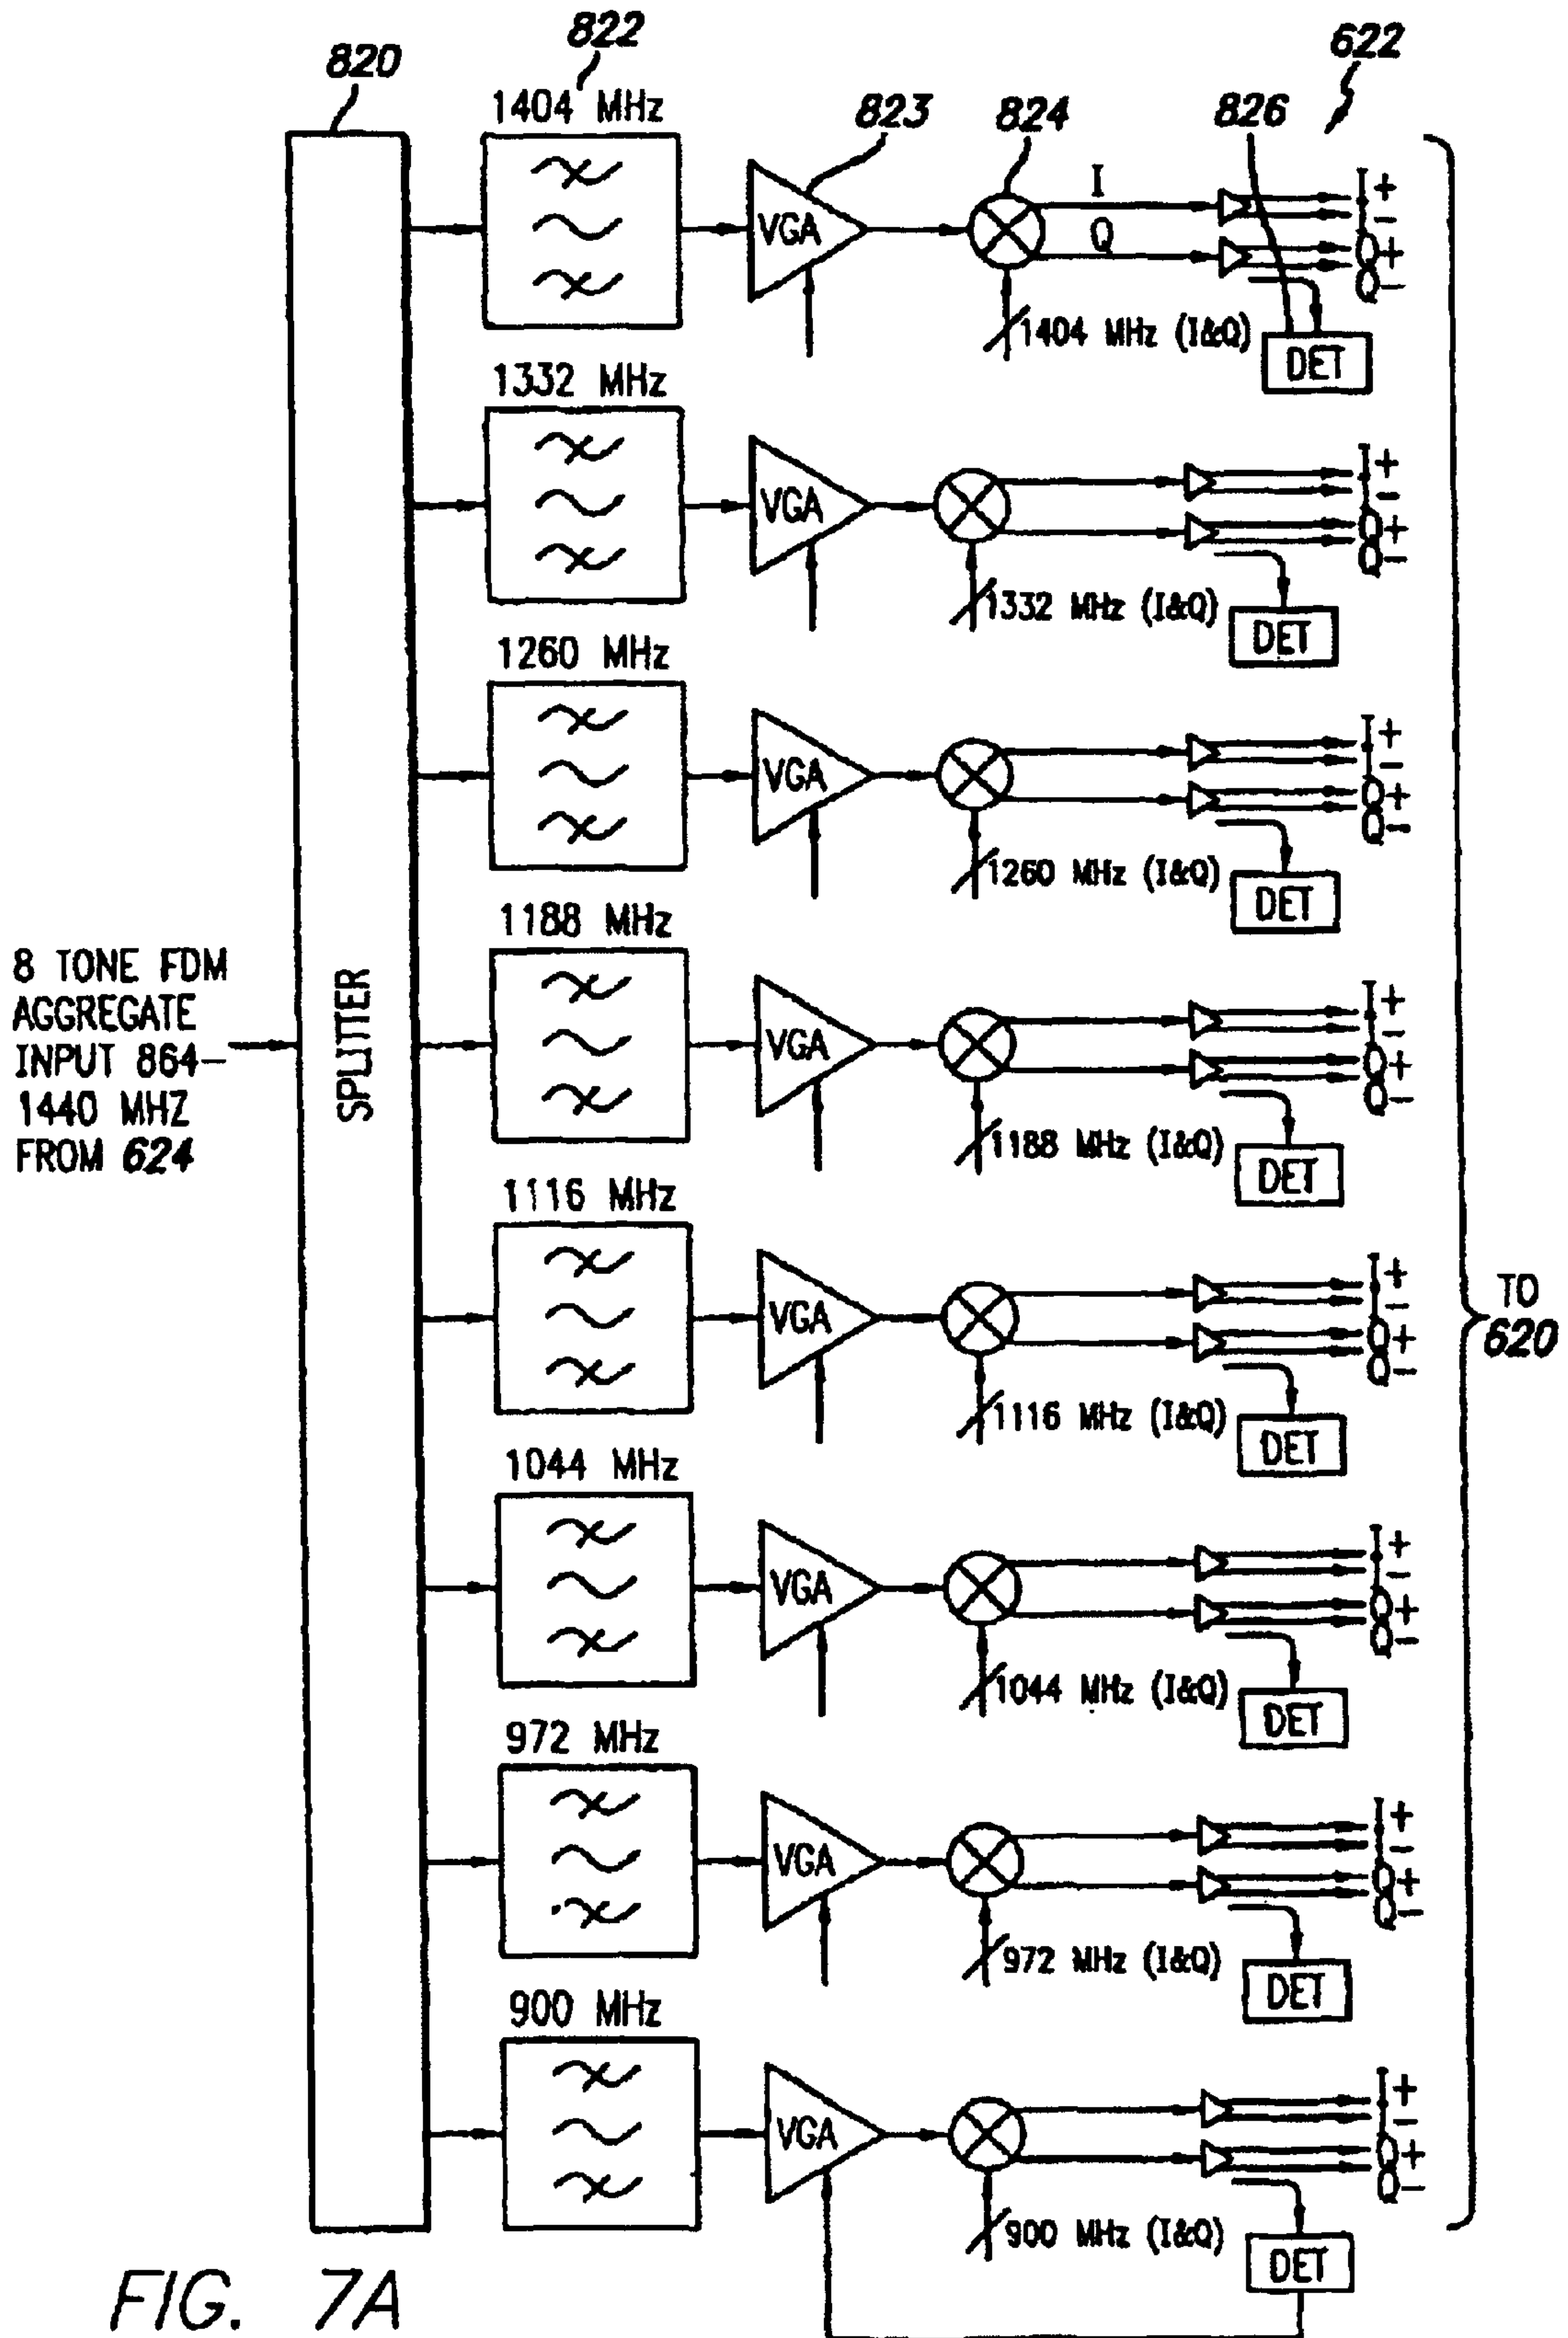 822
820
622
1404 MHz
823
824
826
I
Q
VGA
I+
-
Q+
Q-
1404 MHz (I&Q)
DET
1332 MHz
VGA
I+
-
Q+
Q-
1332 MHz (I&Q)
DET
1260 MHz
VGA
I+
-
Q+
Q-
1260 MHz (I&Q)
DET
1188 MHz
8 TONE FDM
AGGREGATE
INPUT 864-
1440 MHZ
FROM 624
SPLITTER
VGA
I+
-
Q+
Q-
1188 MHz (I&Q)
DET
1116 MHz
VGA
I+
-
Q+
Q-
TO
620
1116 MHz (I&Q)
DET
1044 MHz
VGA
I+
-
Q+
Q-
1044 MHz (I&Q)
DET
972 MHz
VGA
I+
-
Q+
Q-
972 MHz (I&Q)
DET
900 MHz
VGA
I+
-
Q+
Q-
900 MHz (I&Q)
DET
FIG. 7A